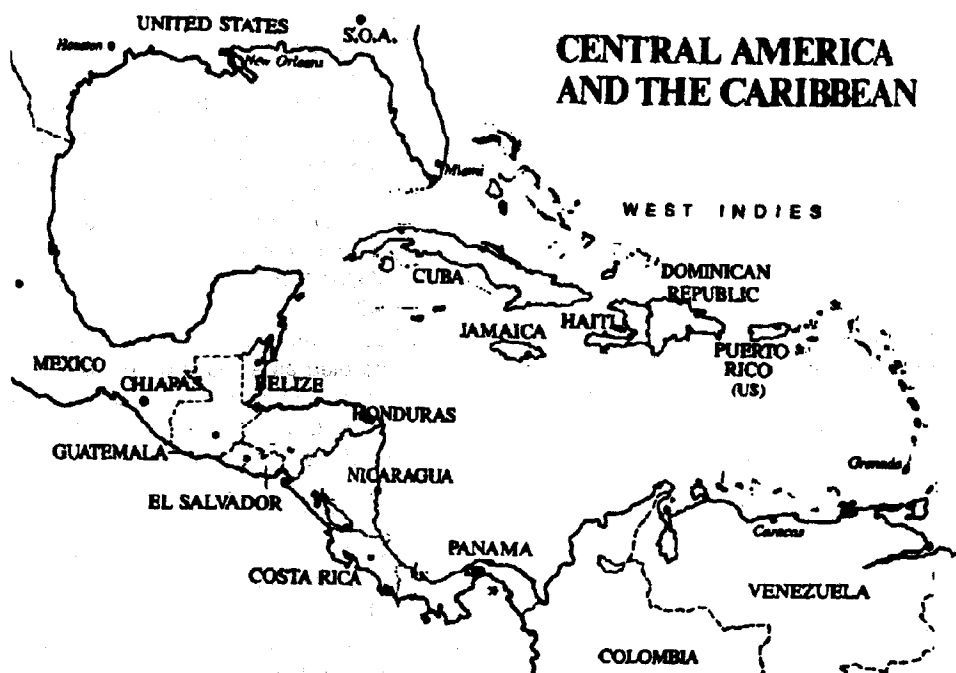 UNITED STATES
S.O.A.
Houston
New Orleans
CENTRAL AMERICA
AND THE CARIBBEAN
Miami
WEST INDIES
CUBA
DOMINICAN
REPUBLIC
JAMAICA
HAITI
PUERTO
RICO
(US)
MEXICO
CHIAPAS
BELIZE
HONDURAS
GUATEMALA
NICARAGUA
Grenada
EL SALVADOR
Caracas
PANAMA
COSTA RICA
VENEZUELA
COLOMBIA